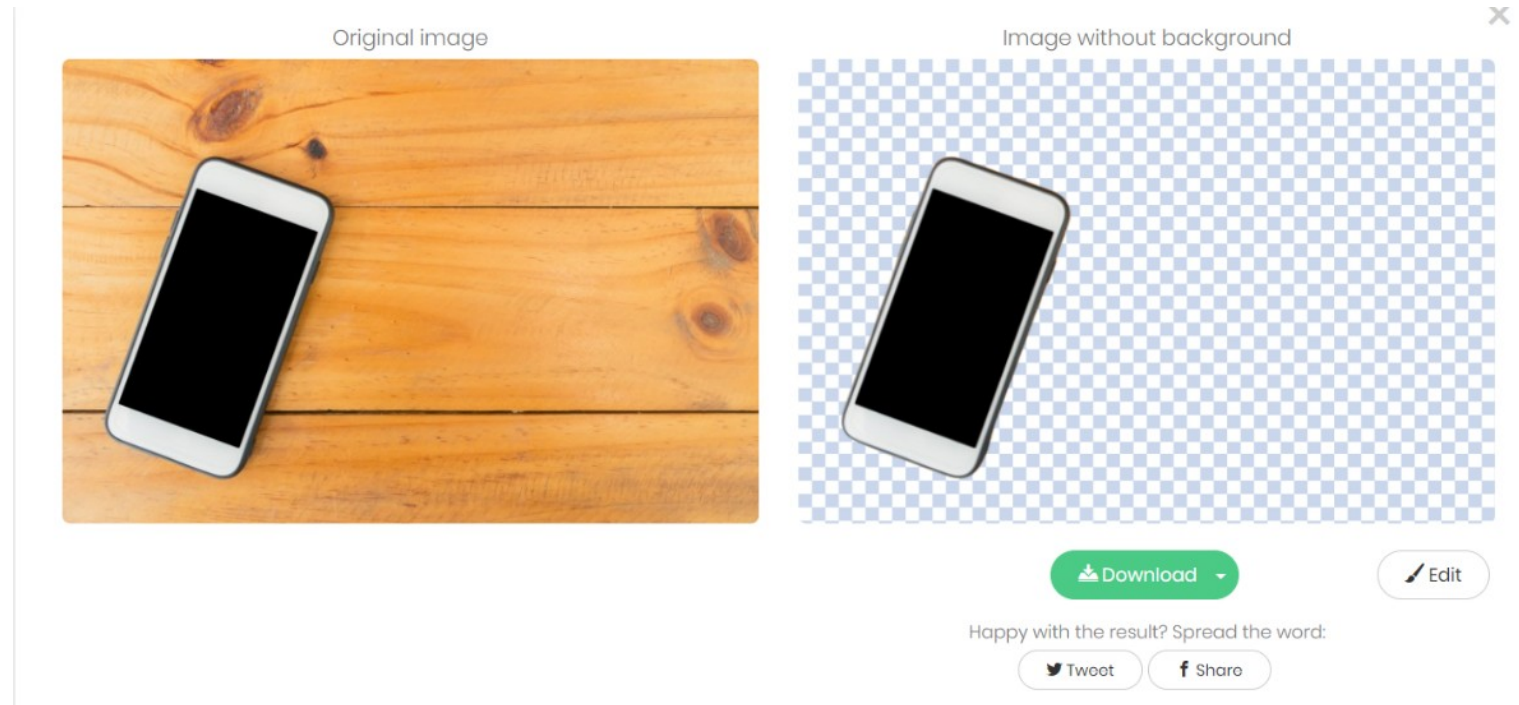 Original image
Image without background
Download
Edit
Happy with the result? Spread the word:
Tweet
Share